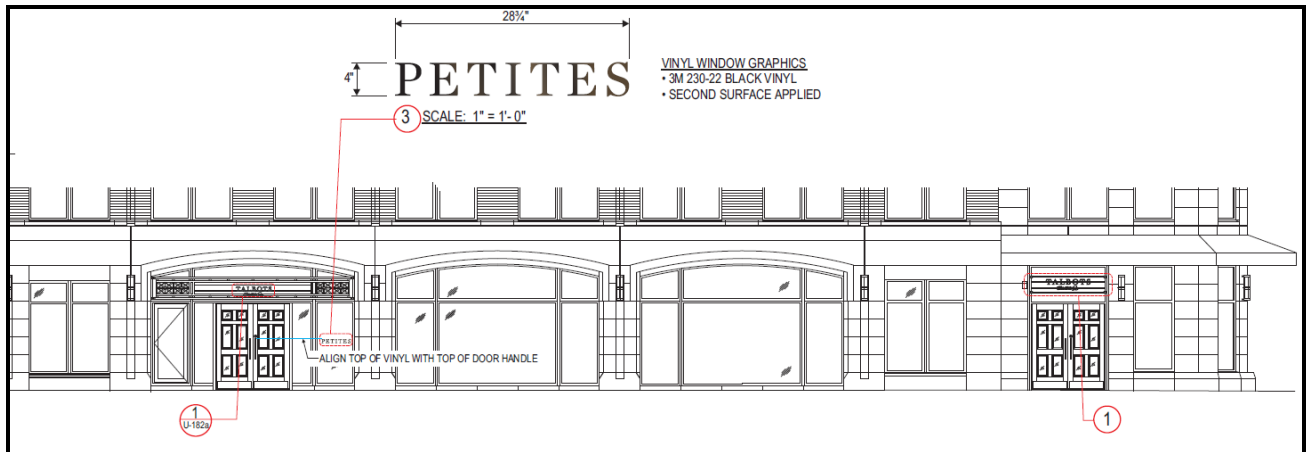 28¾"
4"
PETITES
VINYL WINDOW GRAPHICS
• 3M 230-22 BLACK VINYL
• SECOND SURFACE APPLIED
3
SCALE: 1" = 1'- 0"
TALBOTS
TALBOTS
PETITES
ALIGN TOP OF VINYL WITH TOP OF DOOR HANDLE
1
U-182a
1